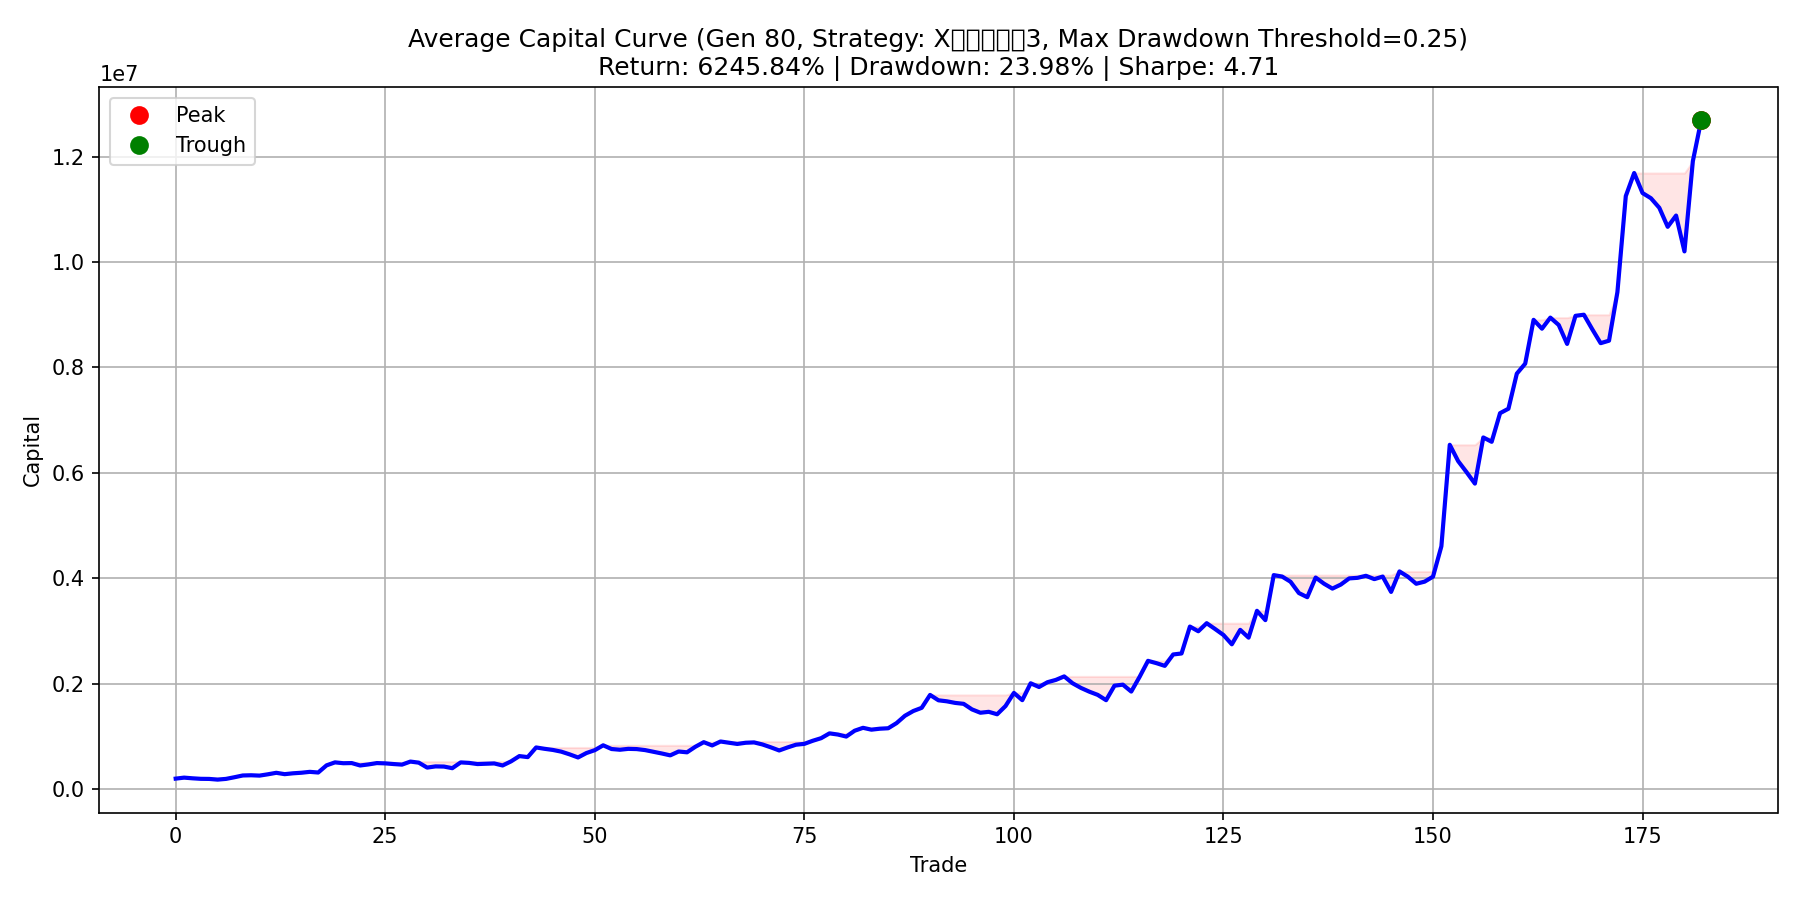 Average Capital Curve (Gen 80, Strategy: X□□□□□3, Max Drawdown Threshold=0.25)
Return: 6245.84% | Drawdown: 23.98% | Sharpe: 4.71
1e7
Peak
Trough
1.2
1.0
0.8
0.6
0.4
0.2
0.0
Capital
0 25 50 75 100 125 150 175
Trade